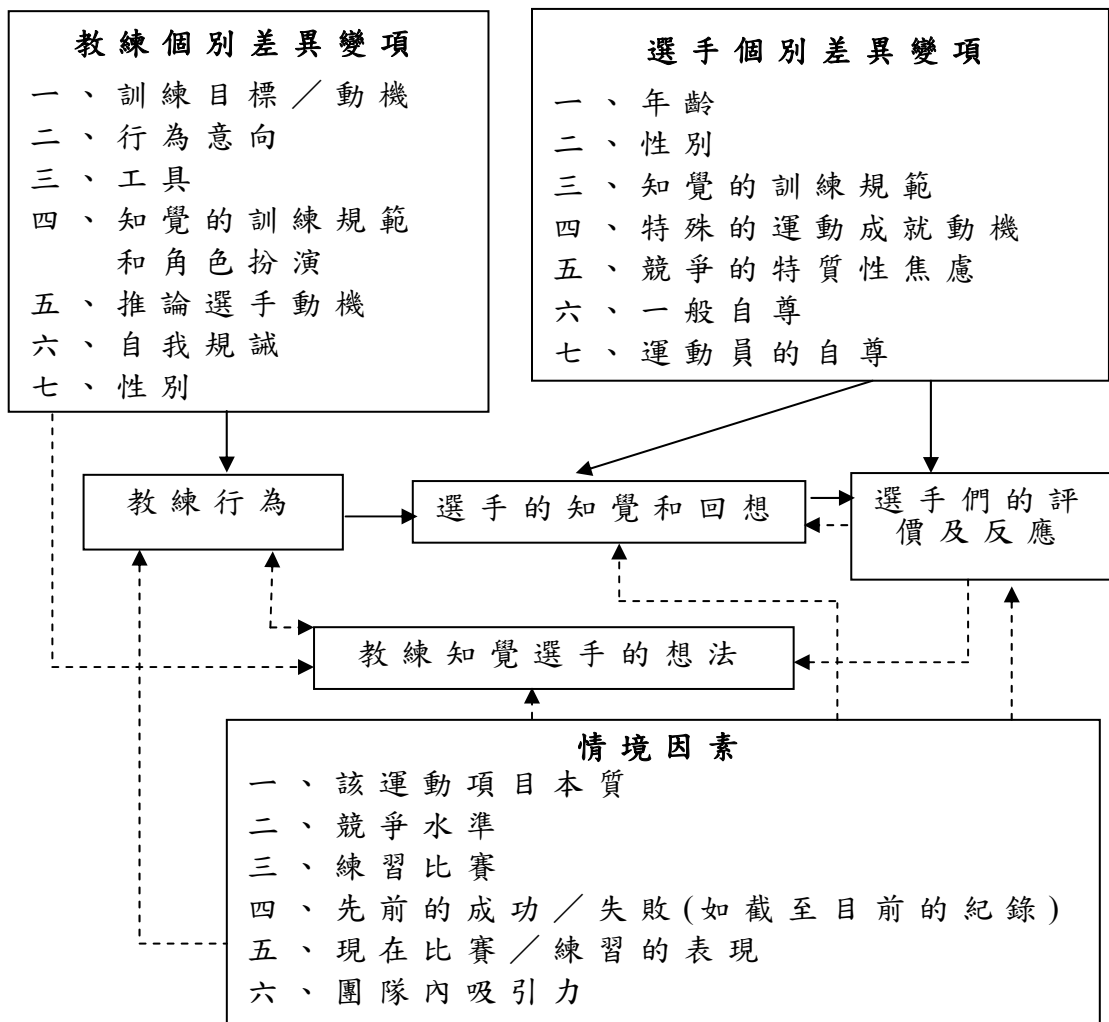 教練個別差異變項
一、訓練目標／動機
二、行為意向
三、工具
四、知覺的訓練規範
和角色扮演
五、推論選手動機
六、自我規誡
七、性別
選手個別差異變項
一、年齡
二、性別
三、知覺的訓練規範
四、特殊的運動成就動機
五、競爭的特質性焦慮
六、一般自尊
七、運動員的自尊
教練行為
選手的知覺和回想
選手們的評
價及反應
教練知覺選手的想法
情境因素
一、該運動項目本質
二、競爭水準
三、練習比賽
四、先前的成功／失敗(如截至目前的紀錄)
五、現在比賽／練習的表現
六、團隊內吸引力